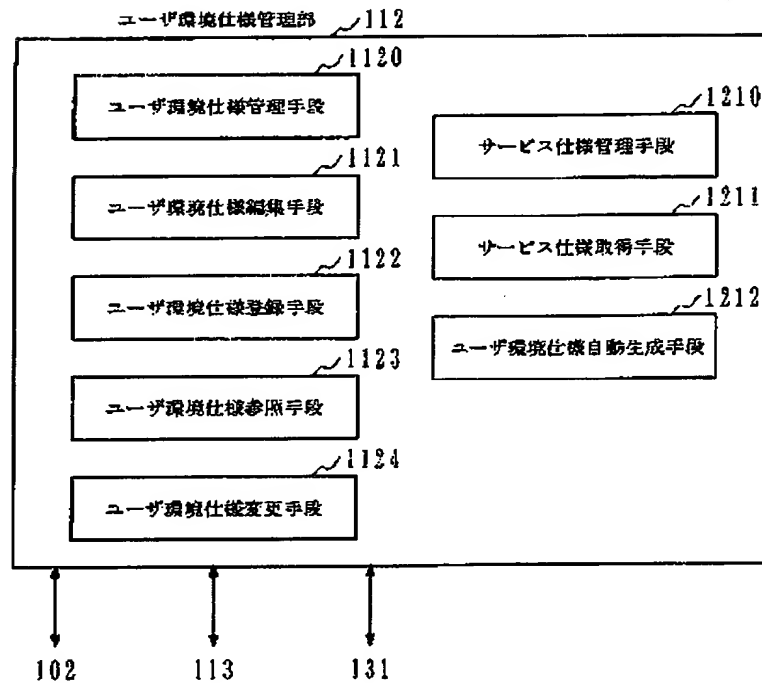 ユーザ環境仕様管理部 112
1120
ユーザ環境仕様管理手段
1121
ユーザ環境仕様編集手段
1122
ユーザ環境仕様登録手段
1123
ユーザ環境仕様参照手段
1124
ユーザ環境仕様変更手段
1210
サービス仕様管理手段
1211
サービス仕様取得手段
1212
ユーザ環境仕様自動生成手段
102 113 131